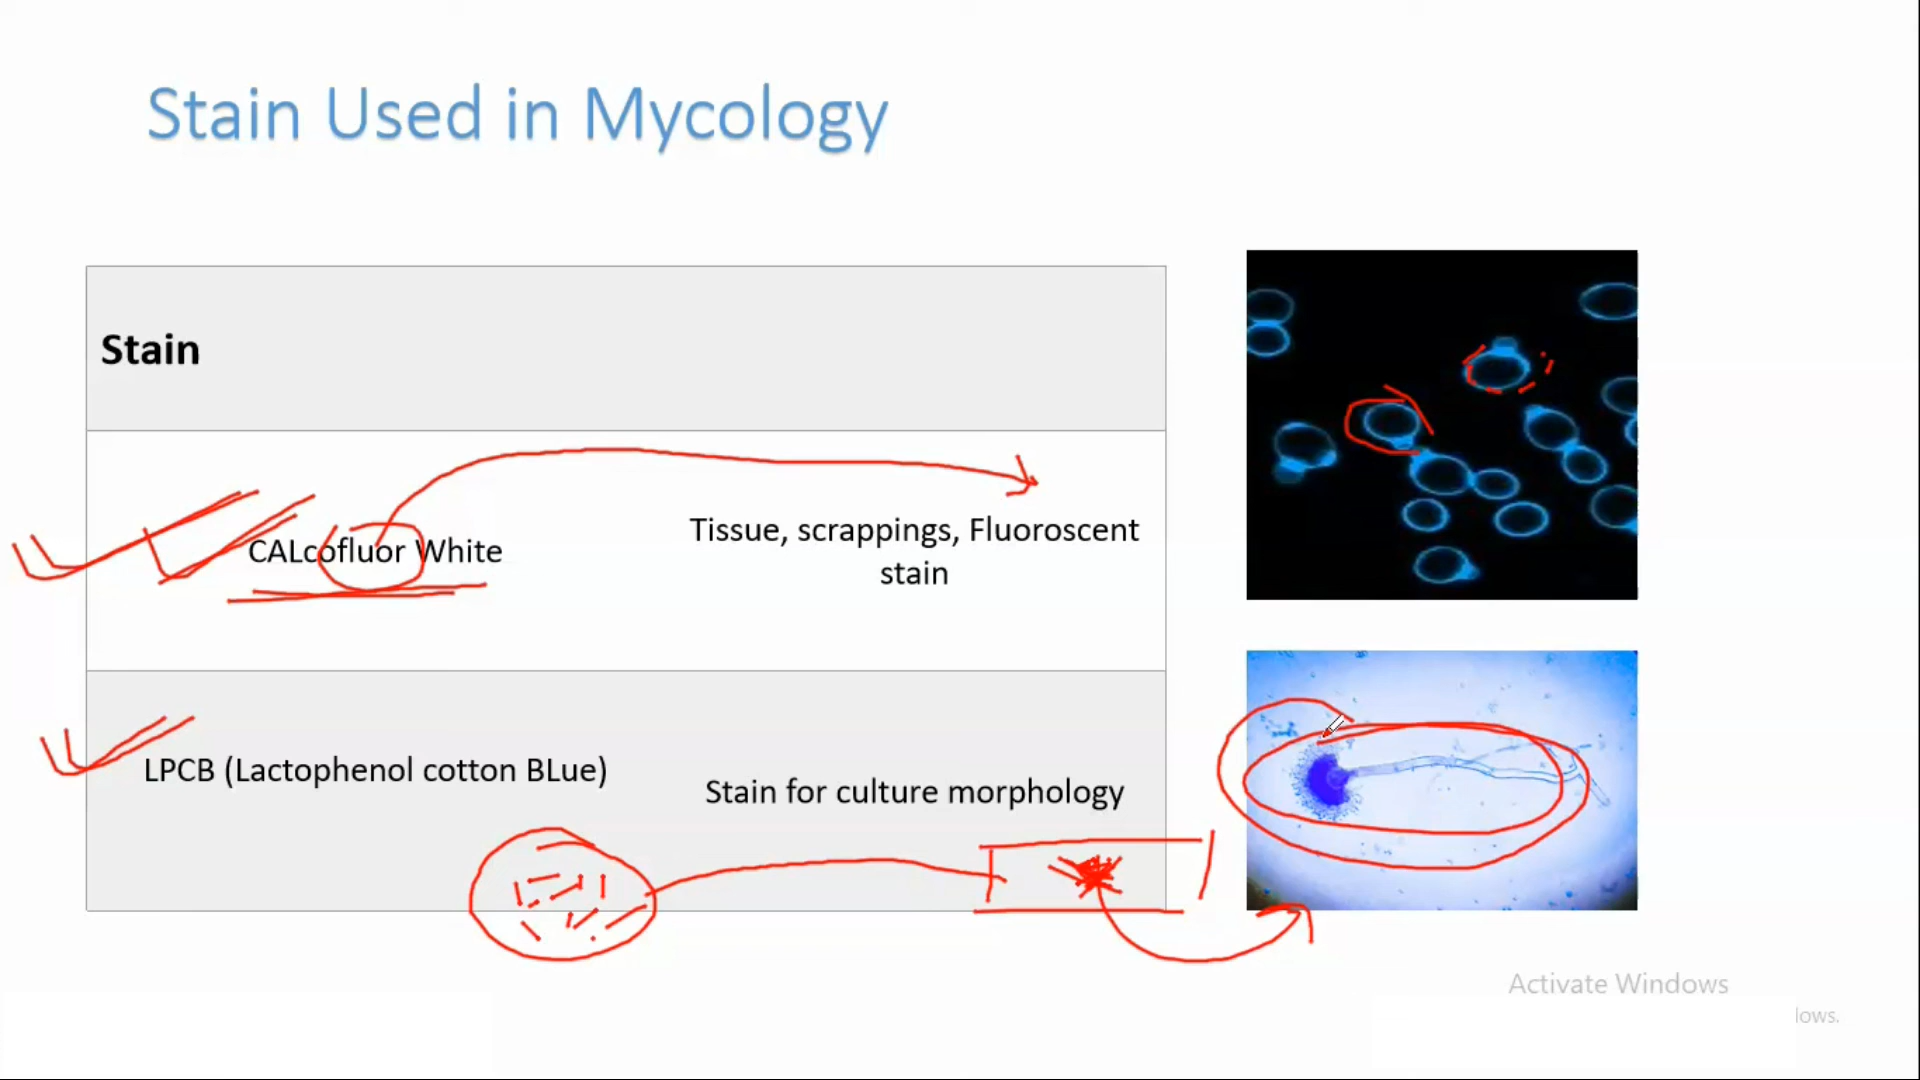 Stain Used in Mycology
Stain
CALcofluor White
Tissue, scrappings, Fluoroscent
stain
LPCB (Lactophenol cotton BLue)
Stain for culture morphology
Activate Windows
lows.